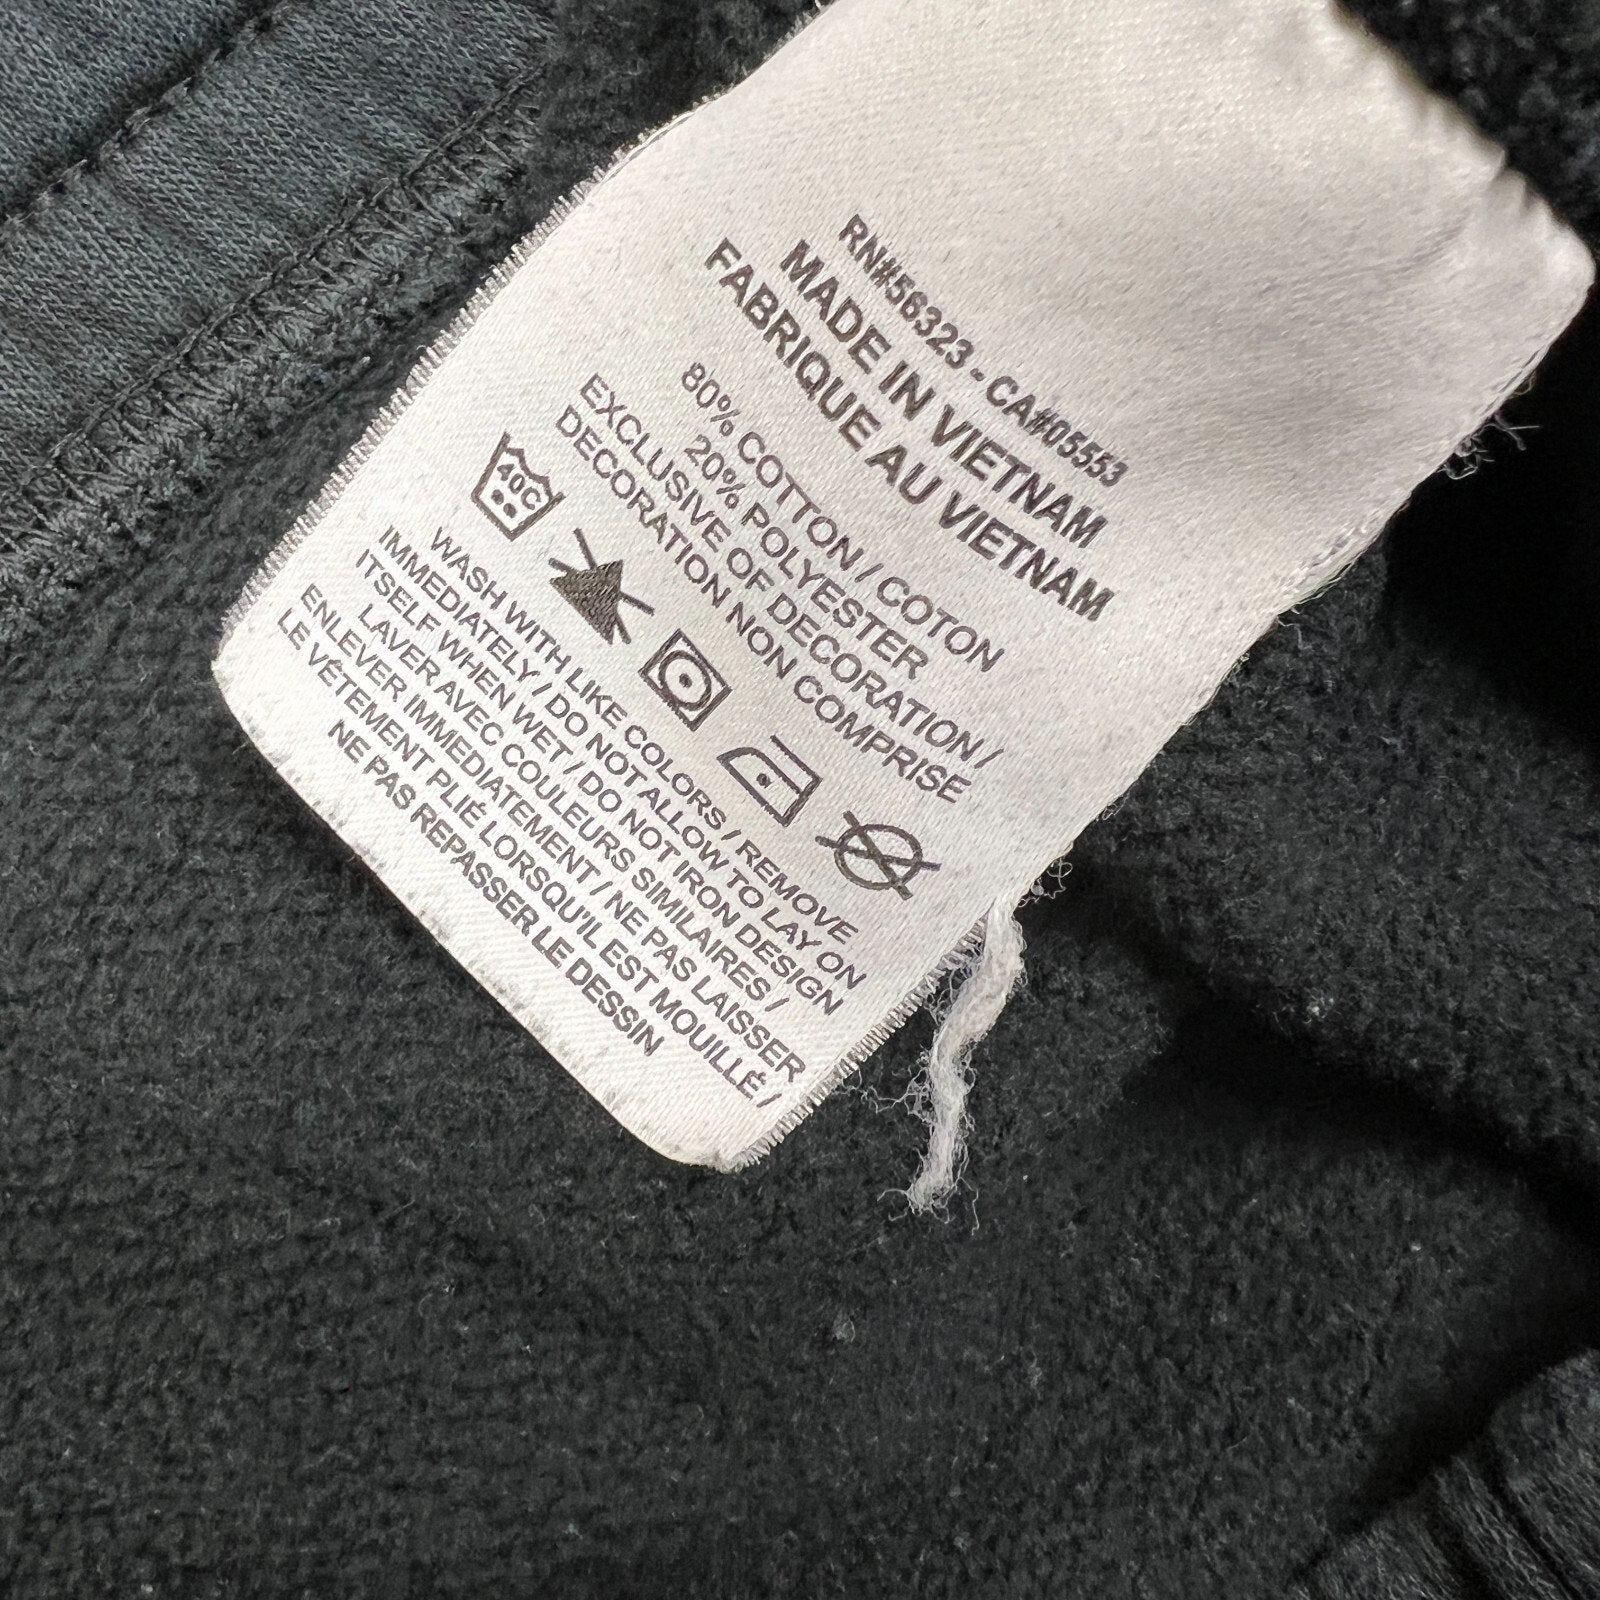 RN#56323 - CA#05553
MADE IN VIETNAM
FABRIQUE AU VIETNAM
80% COTTON / COTON
20% POLYESTER
EXCLUSIVE OF DECORATION /
DECORATION NON COMPRISE
40C
WASH WITH LIKE COLORS / REMOVE
IMMEDIATELY / DO NOT ALLOW TO LAY ON
ITSELF WHEN WET / DO NOT IRON DESIGN
LAVER AVEC COULEURS SIMILAIRES /
ENLEVER IMMEDIATEMENT / NE PAS LAISSER
LE VÊTEMENT PLIÉ LORSQU'IL EST MOUILLÉ /
NE PAS REPASSER LE DESSIN